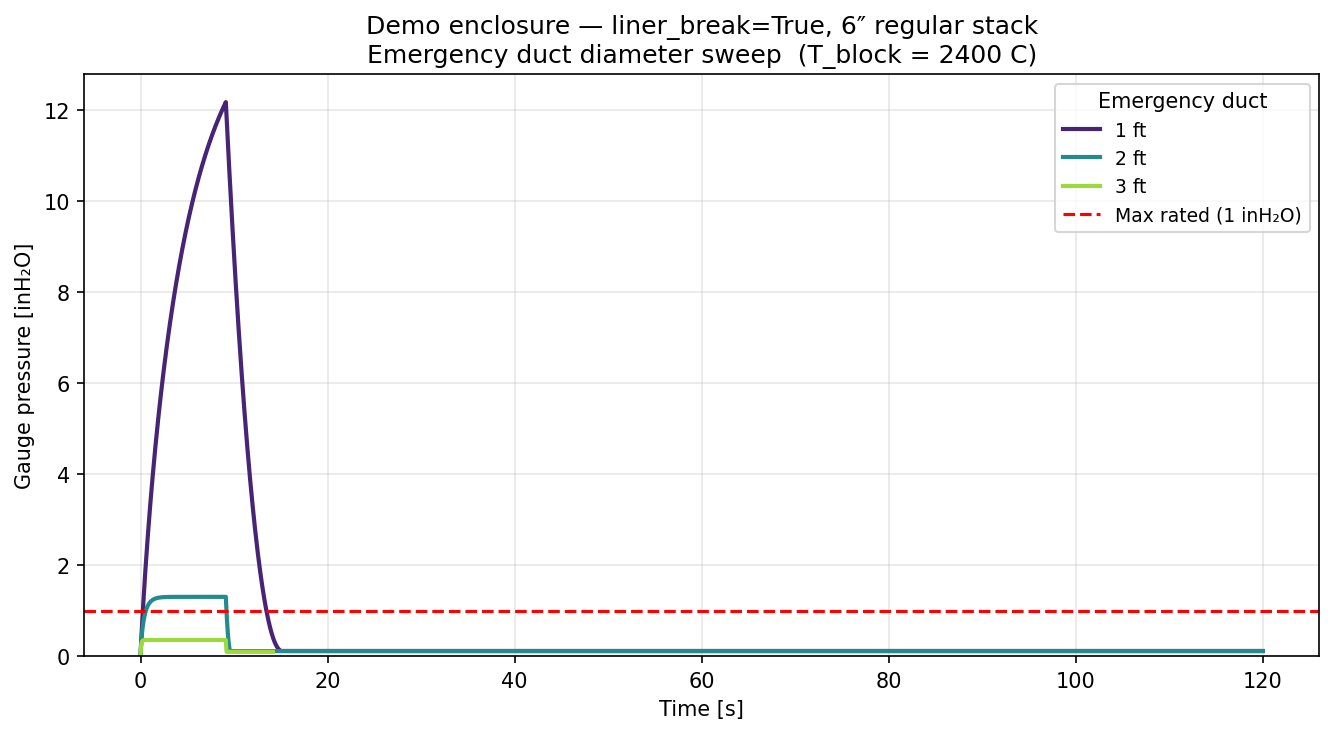 Demo enclosure — liner_break=True, 6″ regular stack
Emergency duct diameter sweep  (T_block = 2400 C)
Emergency duct
1 ft
2 ft
3 ft
Max rated (1 inH₂O)
Gauge pressure [inH₂O]
12
10
8
6
4
2
0
0
20
40
60
80
100
120
Time [s]